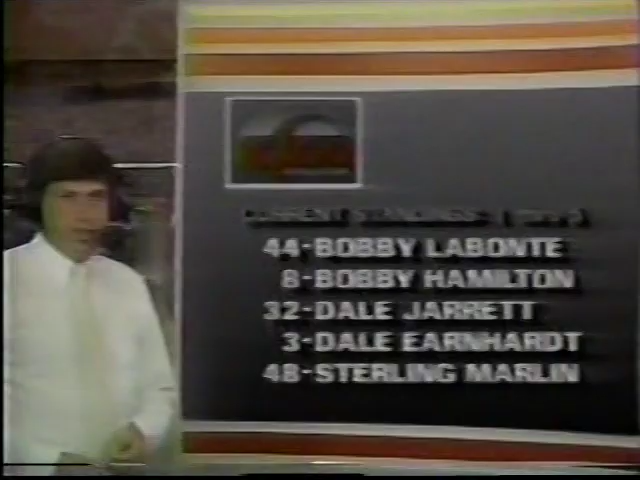 CURRENT STANDINGS
44-BOBBY LABONTE
8-BOBBY HAMILTON
32-DALE JARRETT
3-DALE EARNHARDT
48-STERLING MARLIN